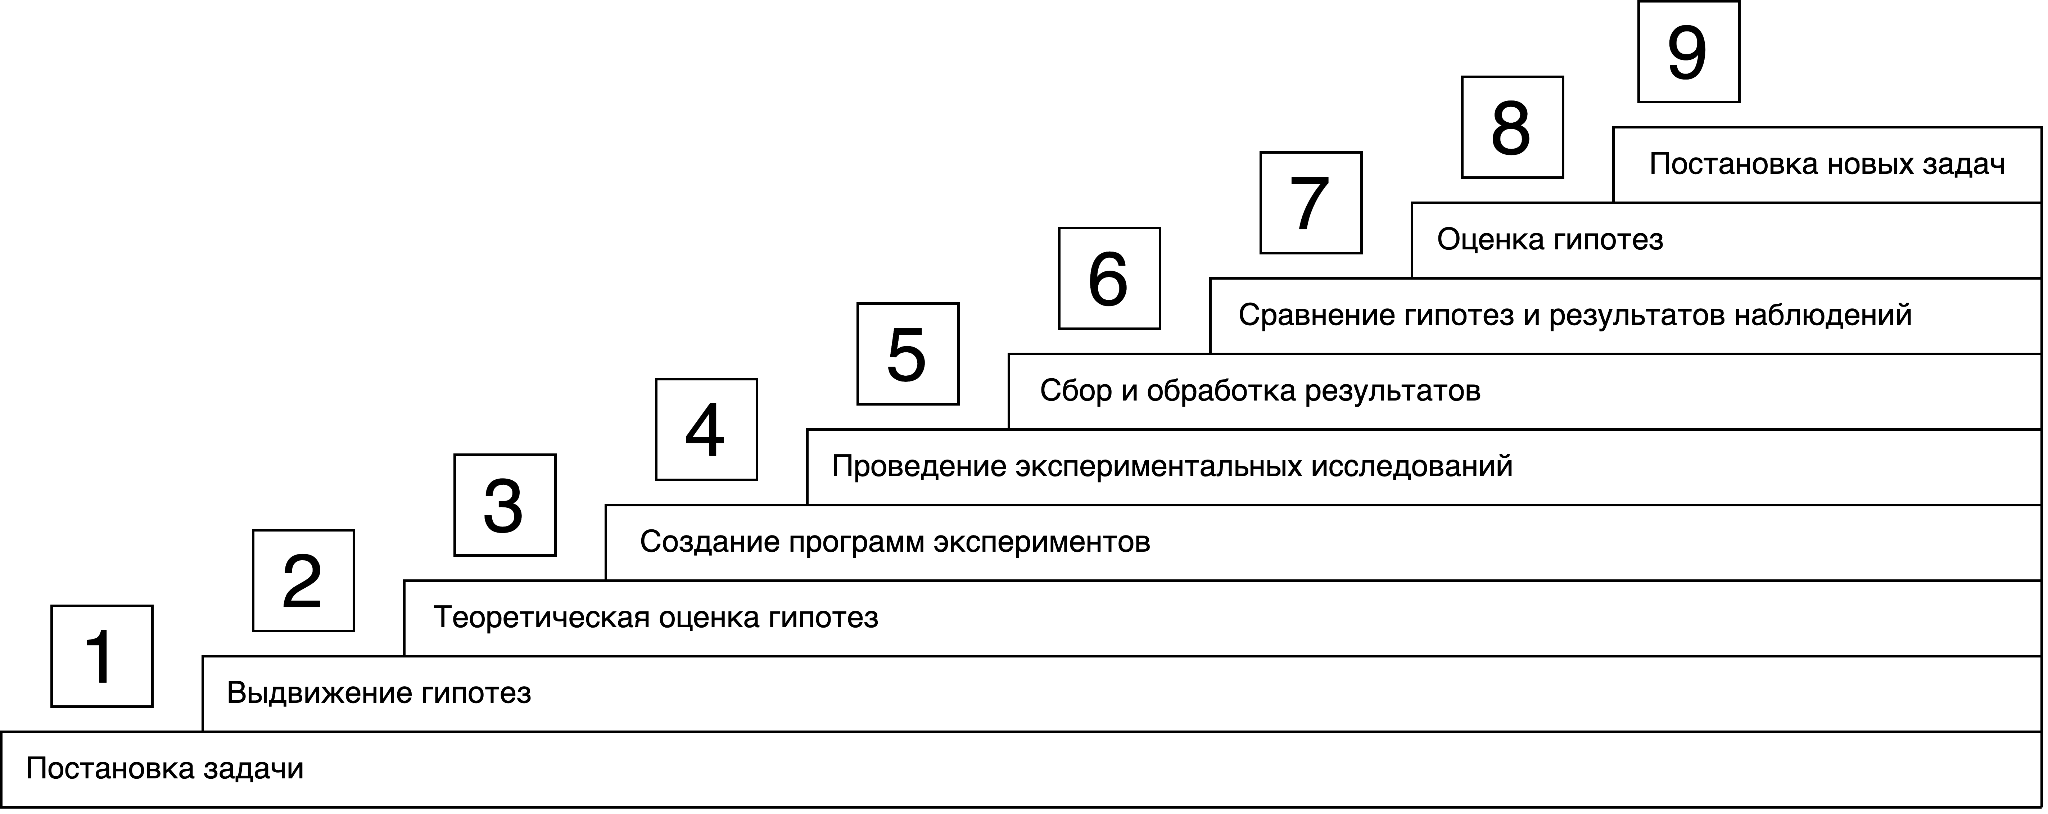 9
Постановка новых задач
8
Оценка гипотез
7
Сравнение гипотез и результатов наблюдений
6
Сбор и обработка результатов
5
Проведение экспериментальных исследований
4
Создание программ экспериментов
3
Теоретическая оценка гипотез
2
Выдвижение гипотез
1
Постановка задачи